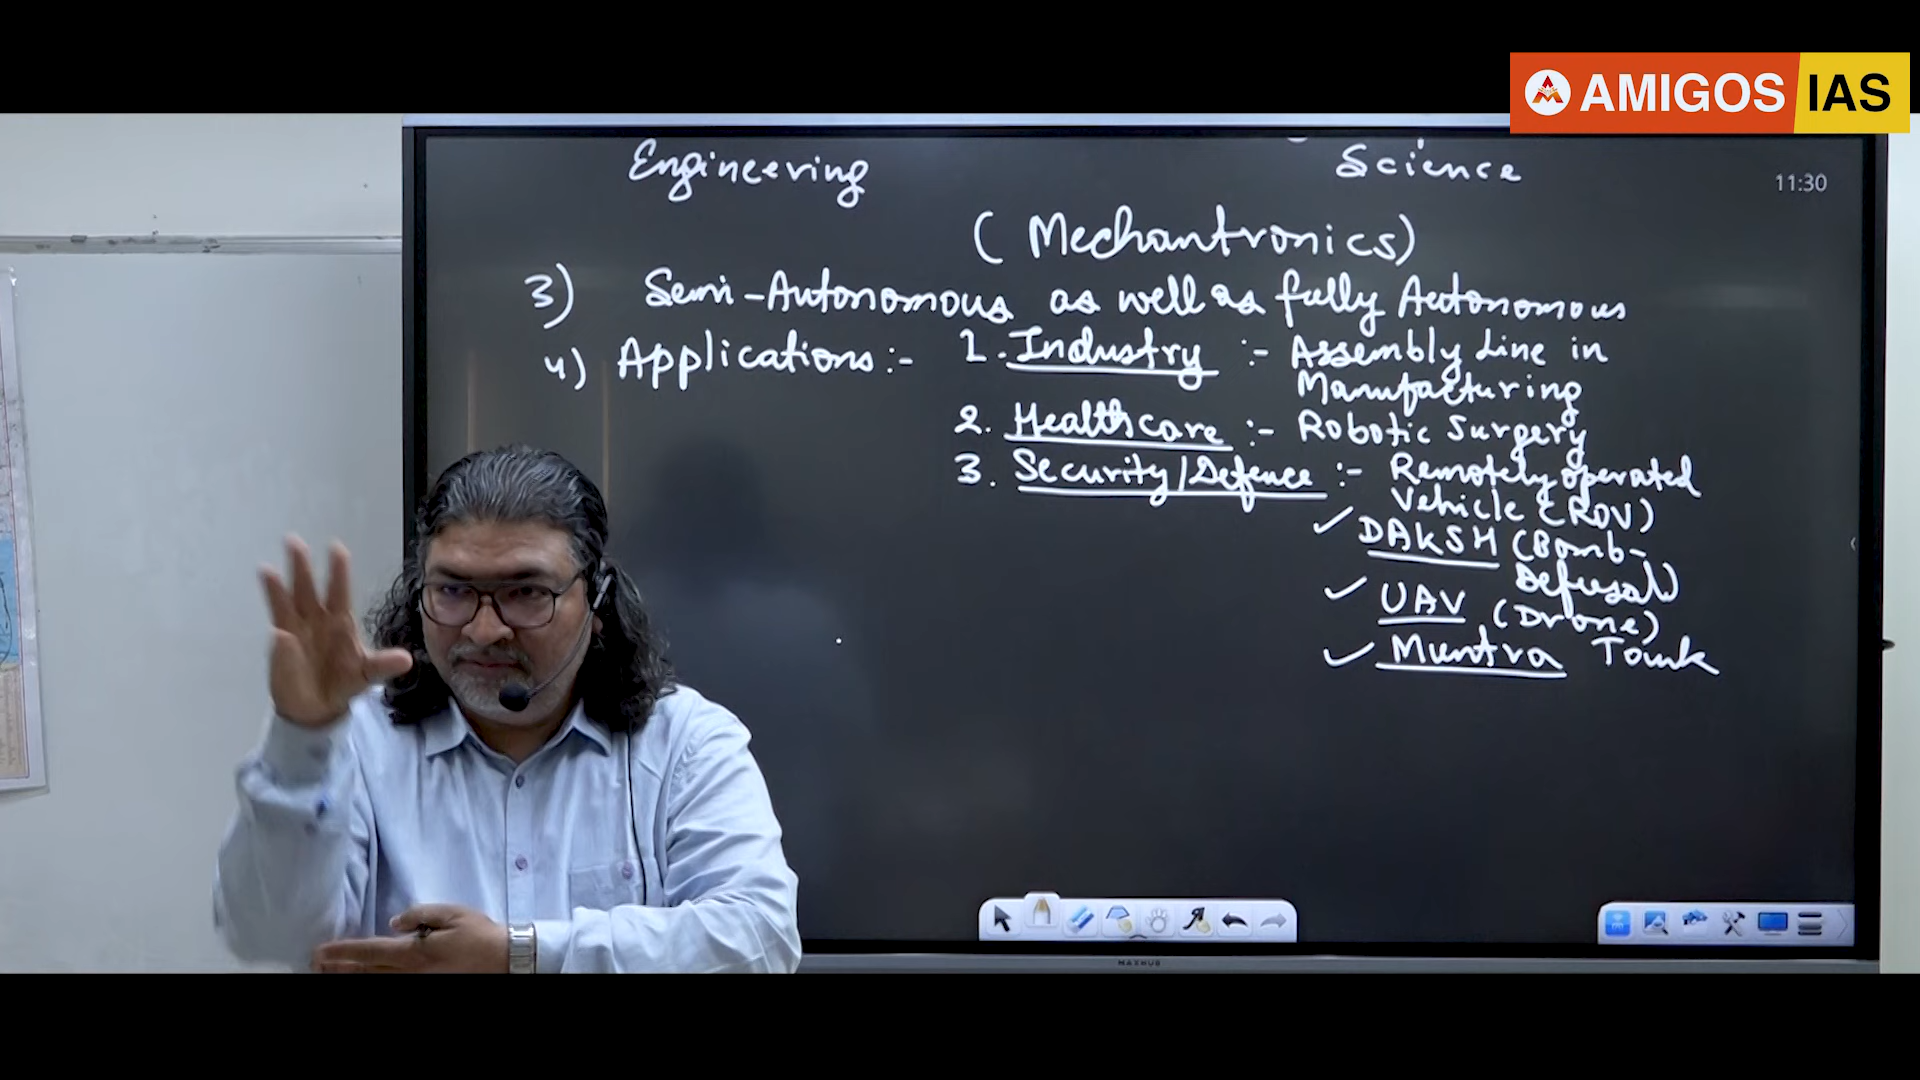 AMIGOS IAS
Engineering Science
11:30
(Mechantronics)
3) Semi-Autonomous as well as fully Autonomous
4) Applications :- 1. Industry :- Assembly Line in
Manufacturing
2. Healthcare :- Robotic Surgery
3. Security/Defence :- Remotely operated
Vehicle (ROV)
✓ DAKSH (Bomb-
Defusal)
✓ UAV (Drone)
✓ Muntra Tank
MAXHUB